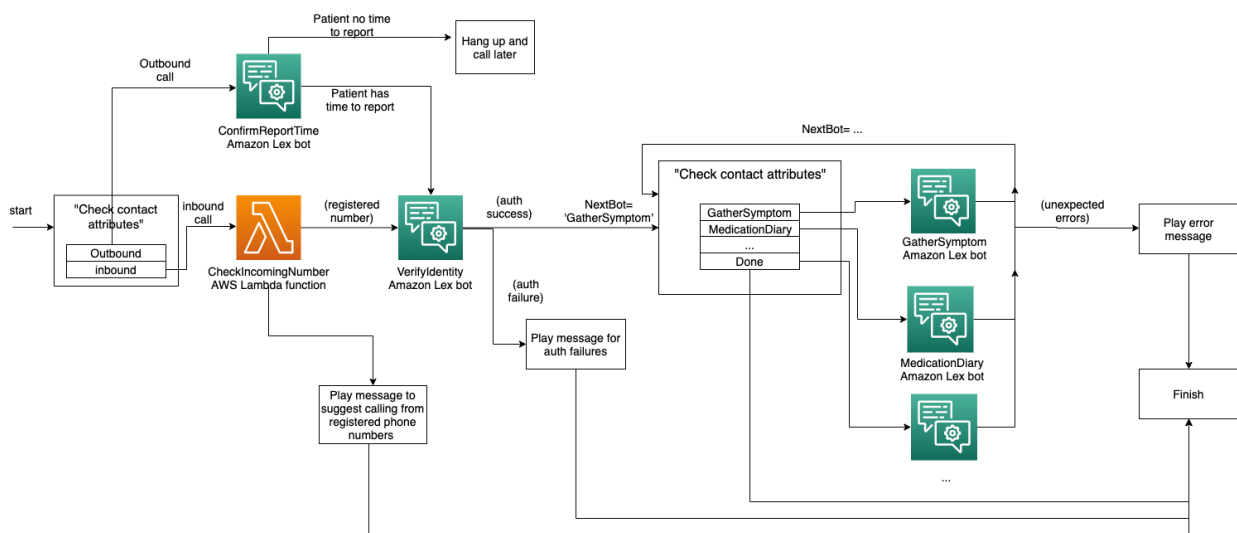 Patient no time
to report
Hang up and
call later
Outbound
call
Patient has
time to report
ConfirmReportTime
Amazon Lex bot
NextBot= ...
start
"Check contact
attributes"
Outbound
inbound
inbound
call
CheckIncomingNumber
AWS Lambda function
(registered
number)
VerifyIdentity
Amazon Lex bot
(auth
success)
(auth
failure)
NextBot=
'GatherSymptom'
"Check contact attributes"
GatherSymptom
MedicationDiary
...
Done
GatherSymptom
Amazon Lex bot
(unexpected
errors)
Play error
message
Play message for
auth failures
MedicationDiary
Amazon Lex bot
Play message to
suggest calling from
registered phone
numbers
Finish
...